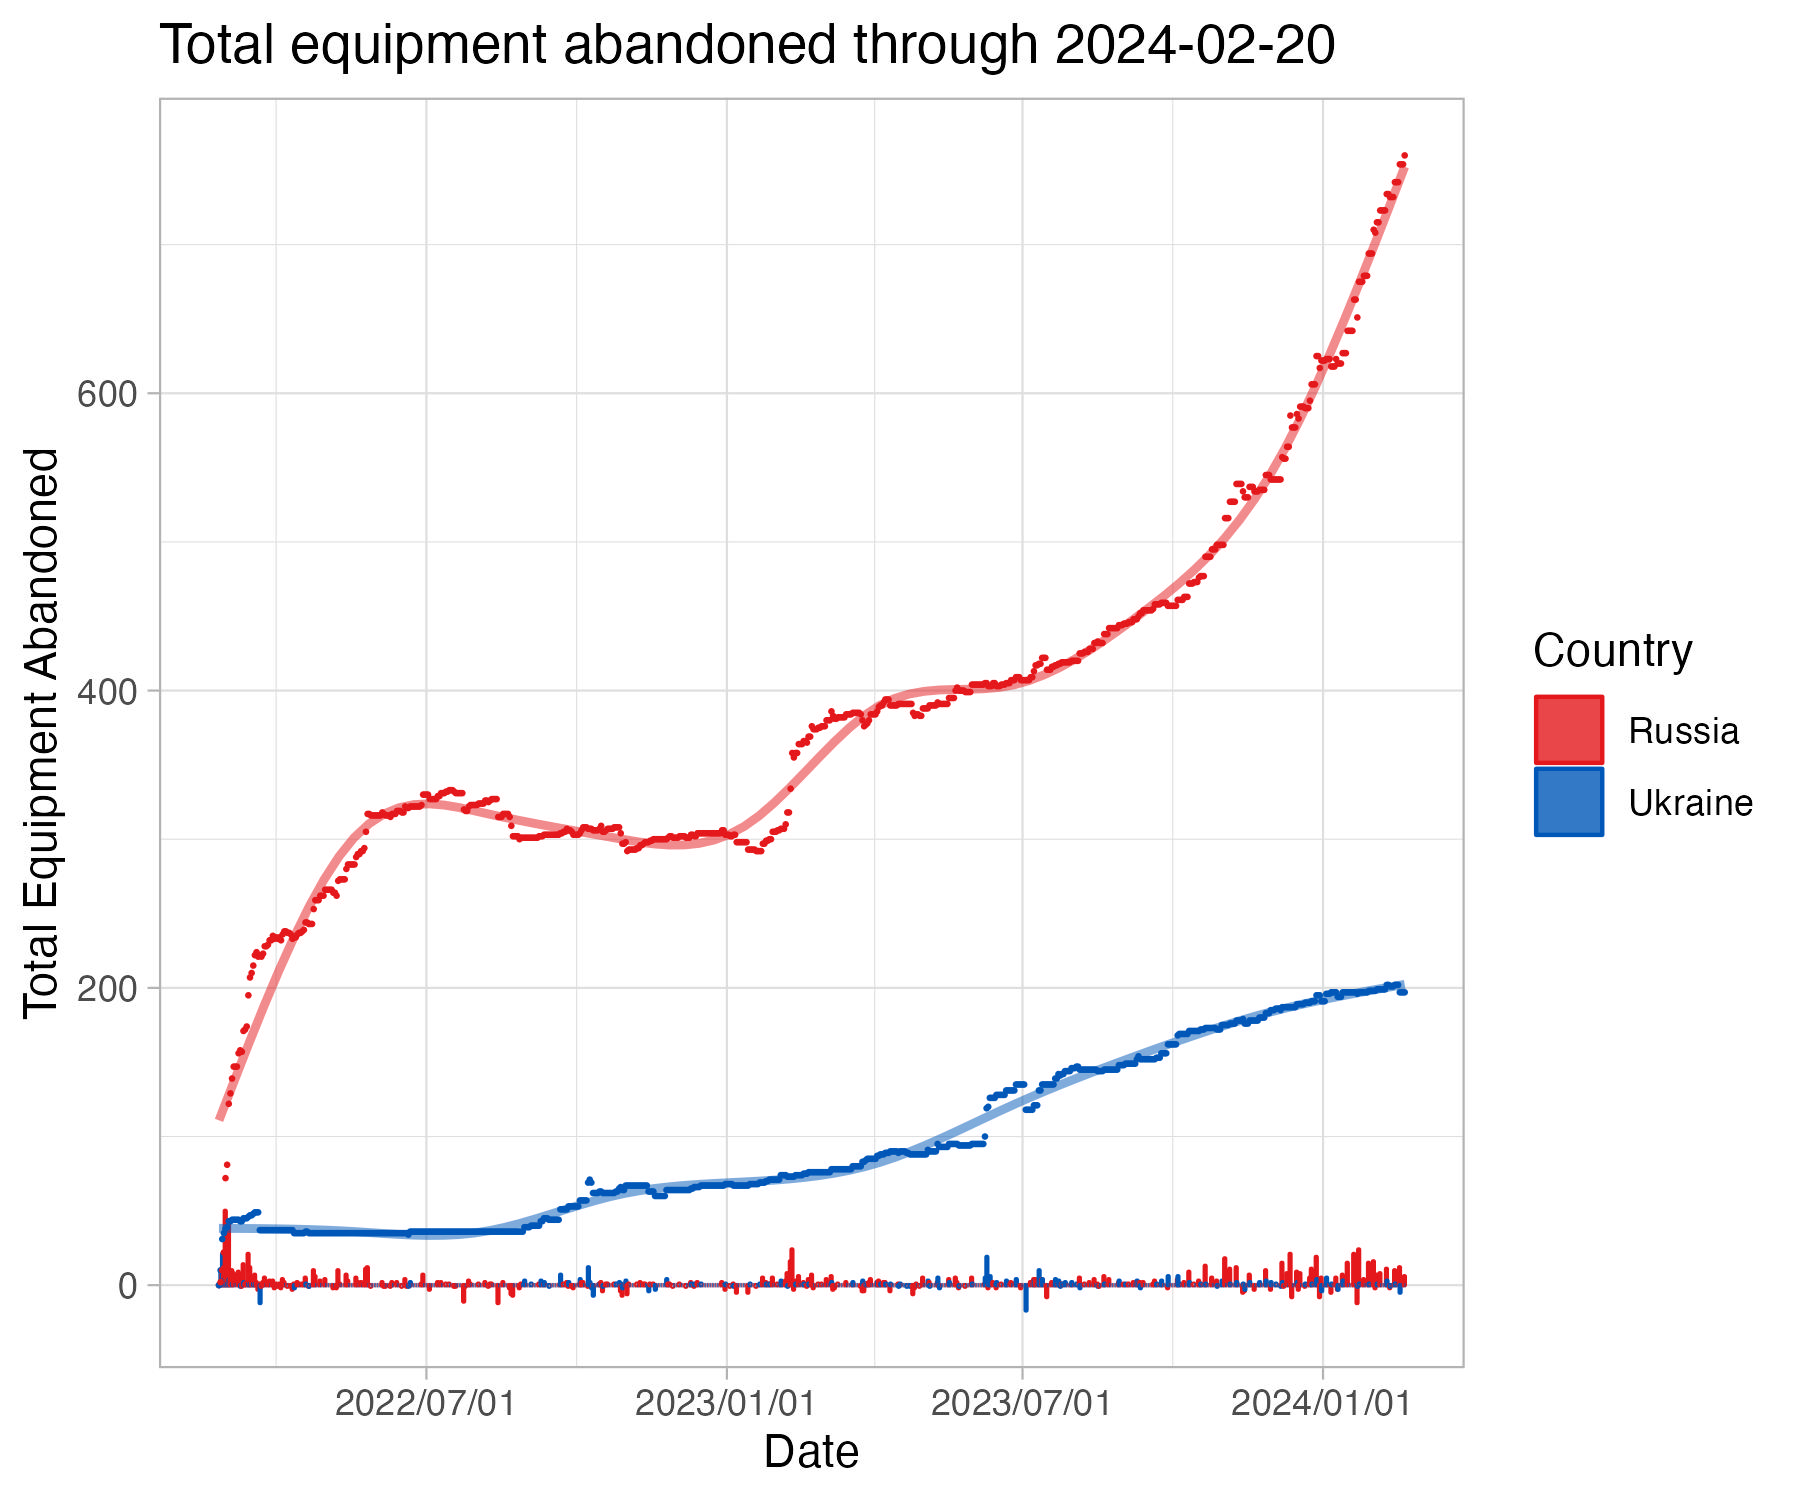 Total equipment abandoned through 2024-02-20
Total Equipment Abandoned
600
400
200
0
2022/07/01
2023/01/01
2023/07/01
2024/01/01
Date
Country
Russia
Ukraine